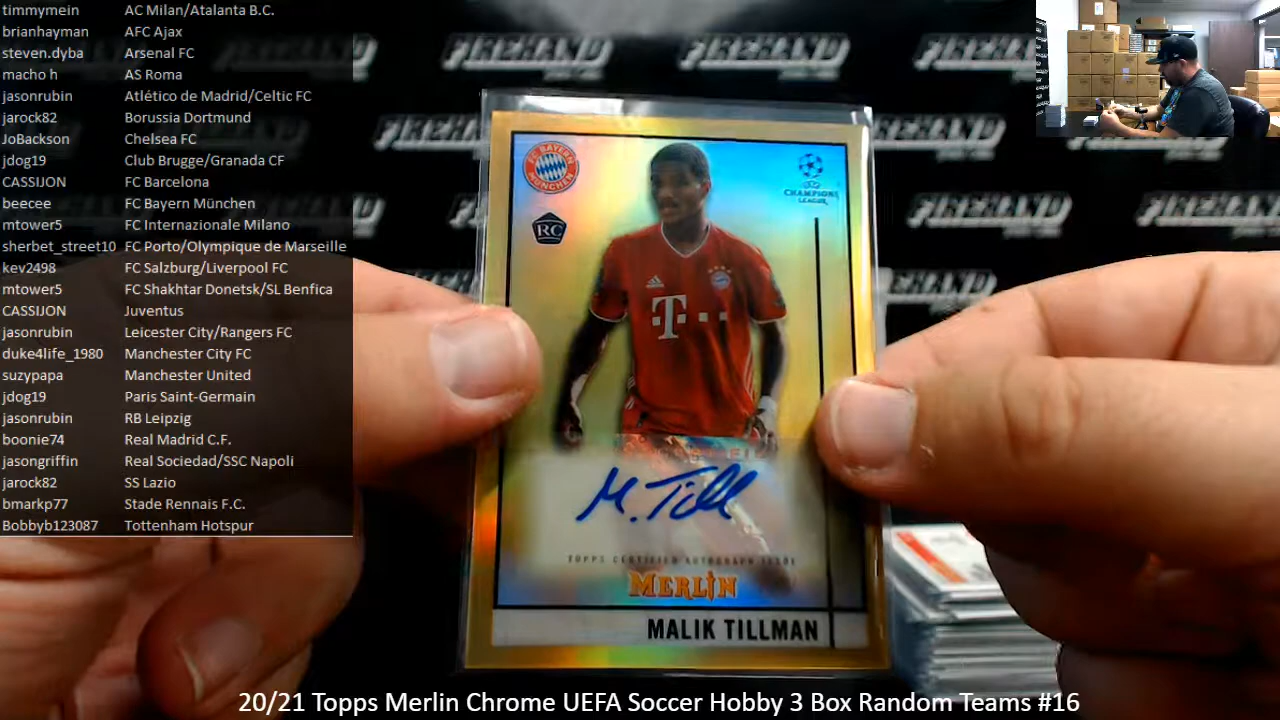 timmymein AC Milan/Atalanta B.C.
brianhayman AFC Ajax
steven.dyba Arsenal FC
macho h AS Roma
jasonrubin Atlético de Madrid/Celtic FC
jarock82 Borussia Dortmund
JoBackson Chelsea FC
jdog19 Club Brugge/Granada CF
CASSIJON FC Barcelona
beecee FC Bayern München
mtower5 FC Internazionale Milano
sherbet_street10 FC Porto/Olympique de Marseille
kev2498 FC Salzburg/Liverpool FC
mtower5 FC Shakhtar Donetsk/SL Benfica
CASSIJON Juventus
jasonrubin Leicester City/Rangers FC
duke4life_1980 Manchester City FC
suzypapa Manchester United
jdog19 Paris Saint-Germain
jasonrubin RB Leipzig
boonie74 Real Madrid C.F.
jasongriffin Real Sociedad/SSC Napoli
jarock82 SS Lazio
bmarkp77 Stade Rennais F.C.
Bobbyb123087 Tottenham Hotspur
FIREHAND
FC BAYERN
MÜNCHEN
CHAMPIONS
LEAGUE
RC
adidas
T
M. Till
TOPPS CERTIFIED AUTOGRAPH ISSUE
MERLIN
MALIK TILLMAN
20/21 Topps Merlin Chrome UEFA Soccer Hobby 3 Box Random Teams #16